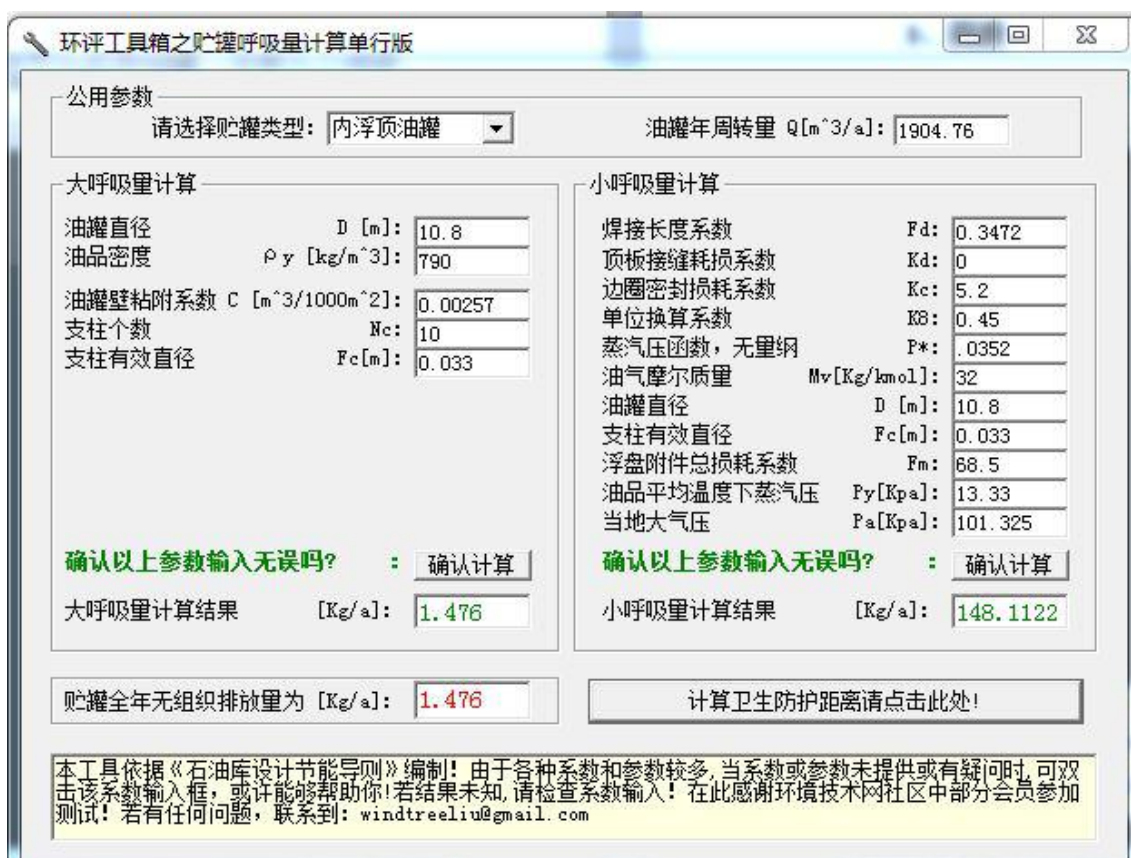 环评工具箱之贮罐呼吸量计算单行版
公用参数
请选择贮罐类型: 内浮顶油罐 油罐年周转量 Q[m^3/a]: 1904.76
大呼吸量计算
油罐直径 D [m]: 10.8
油品密度 ρy [kg/m^3]: 790
油罐壁粘附系数 C [m^3/1000m^2]: 0.00257
支柱个数 Nc: 10
支柱有效直径 Fc[m]: 0.033
确认以上参数输入无误吗? : 确认计算
大呼吸量计算结果 [Kg/a]: 1.476
小呼吸量计算
焊接长度系数 Fd: 0.3472
顶板接缝耗损系数 Kd: 0
边圈密封损耗系数 Kc: 5.2
单位换算系数 K8: 0.45
蒸汽压函数，无量纲 P*: .0352
油气摩尔质量 Mv[Kg/kmol]: 32
油罐直径 D [m]: 10.8
支柱有效直径 Fc[m]: 0.033
浮盘附件总损耗系数 Fm: 68.5
油品平均温度下蒸汽压 Py[Kpa]: 13.33
当地大气压 Pa[Kpa]: 101.325
确认以上参数输入无误吗? : 确认计算
小呼吸量计算结果 [Kg/a]: 148.1122
贮罐全年无组织排放量为 [Kg/a]: 1.476
计算卫生防护距离请点击此处!
本工具依据《石油库设计节能导则》编制! 由于各种系数和参数较多,当系数或参数未提供或有疑问时,可双
击该系数输入框，或许能够帮助你!若结果未知,请检查系数输入! 在此感谢环境技术网社区中部分会员参加
测试! 若有任何问题，联系到: windtreeliu@gmail.com